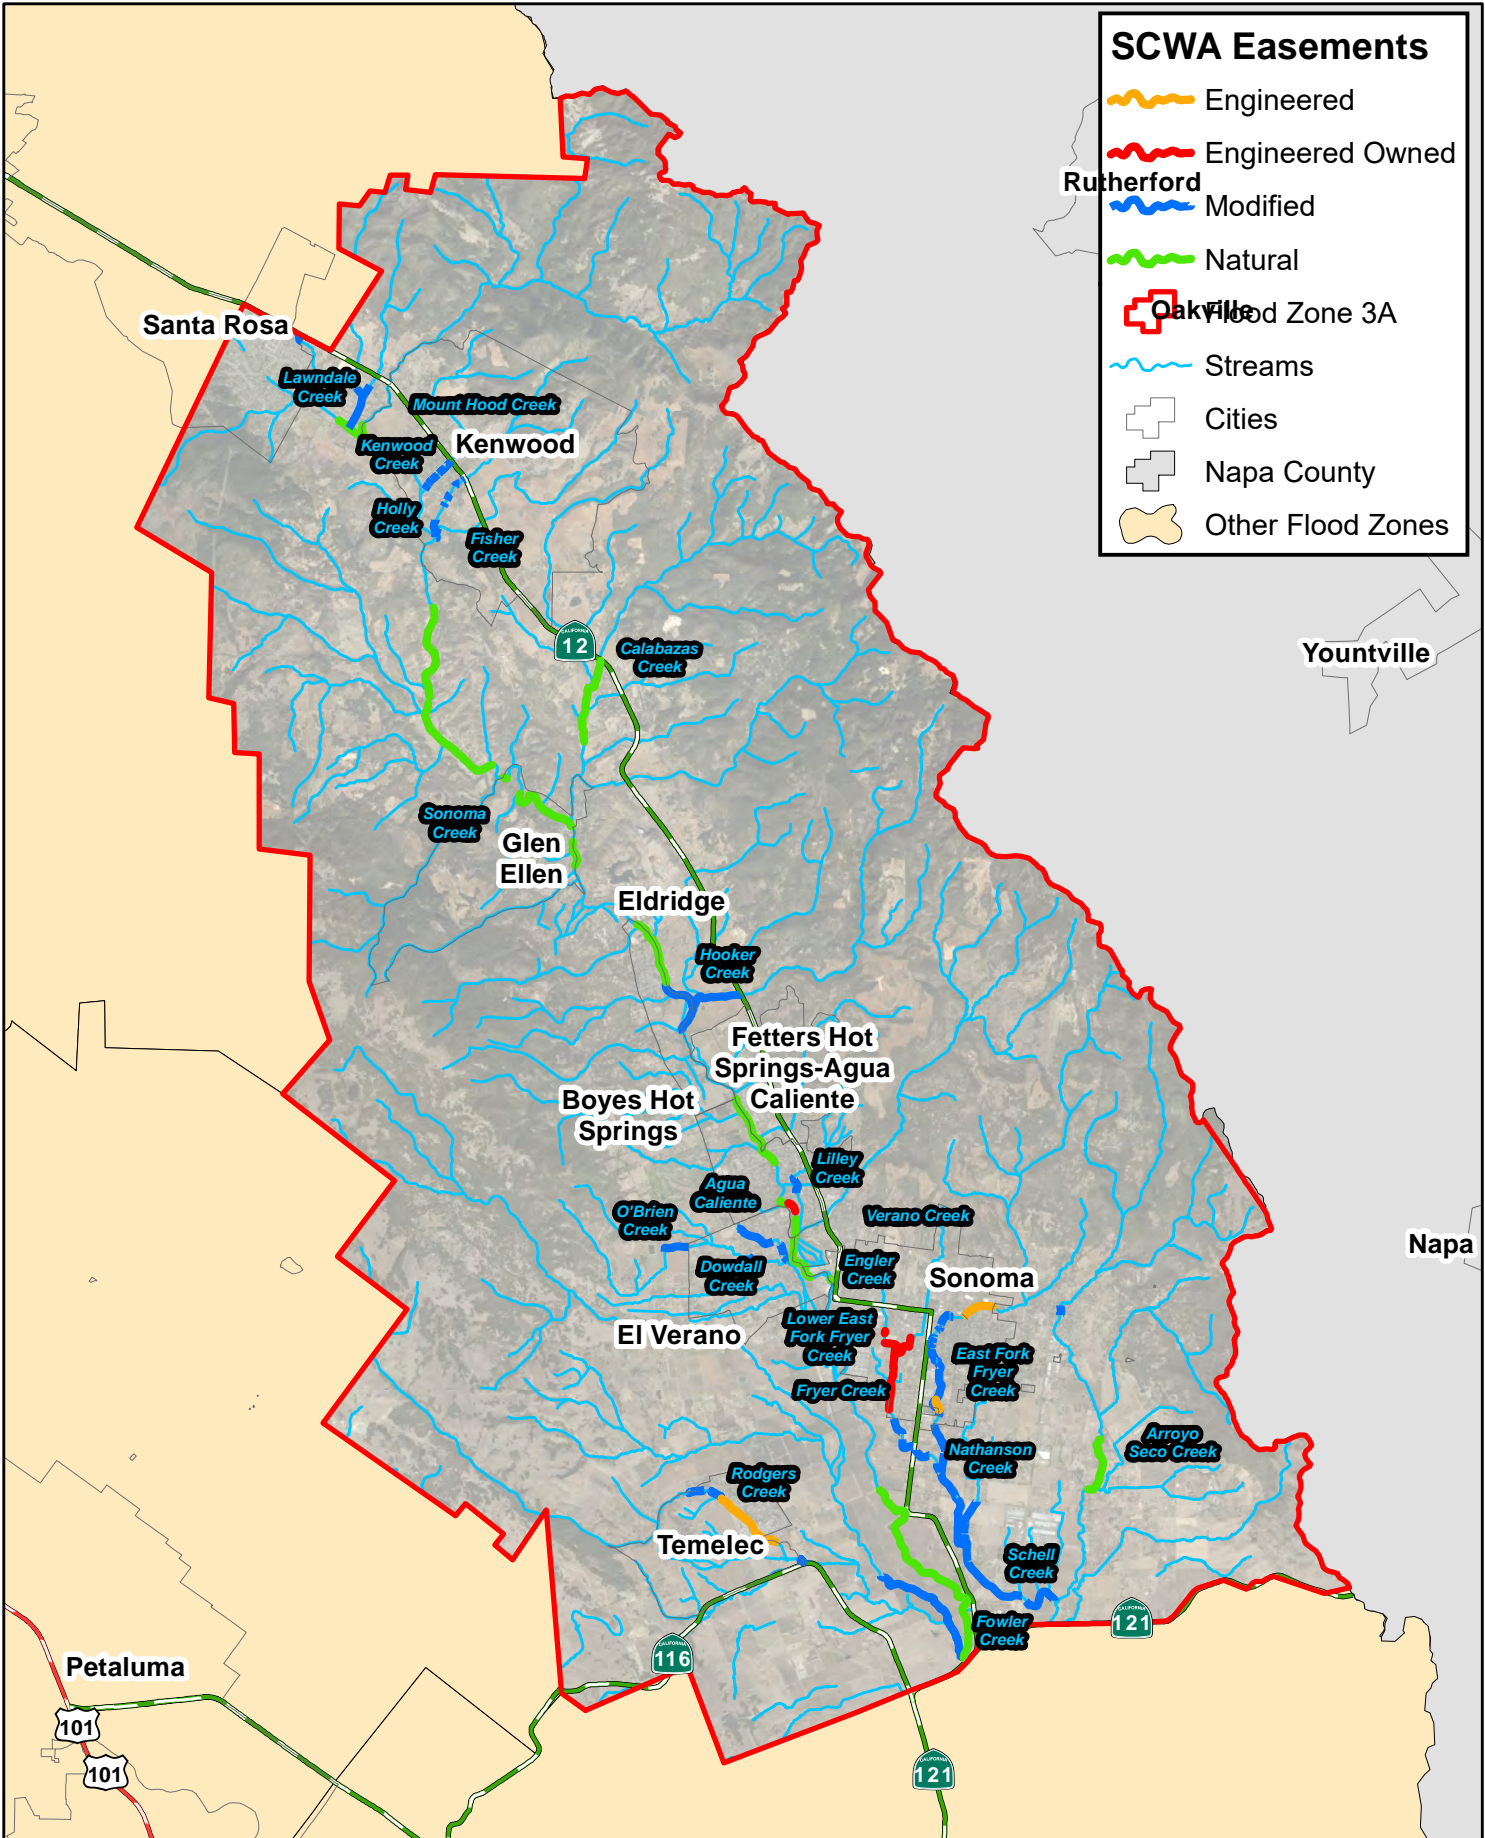 SCWA Easements
Engineered
Engineered Owned
Rutherford
Modified
Natural
Oakville
Flood Zone 3A
Streams
Cities
Napa County
Other Flood Zones
Santa Rosa
Lawndale
Creek
Mount Hood Creek
Kenwood
Creek
Kenwood
Holly
Creek
Fisher
Creek
CALIFORNIA
12
Calabazas
Creek
Yountville
Sonoma
Creek
Glen
Ellen
Eldridge
Hooker
Creek
Fetters Hot
Springs-Agua
Caliente
Boyes Hot
Springs
Lilley
Creek
Agua
Caliente
O'Brien
Creek
Verano Creek
Dowdall
Creek
Engler
Creek
Sonoma
Napa
Lower East
Fork Fryer
Creek
El Verano
East Fork
Fryer
Creek
Fryer Creek
Arroyo
Seco Creek
Nathanson
Creek
Rodgers
Creek
Temelec
Schell
Creek
Fowler
Creek
CALIFORNIA
121
CALIFORNIA
116
Petaluma
101
101
CALIFORNIA
121